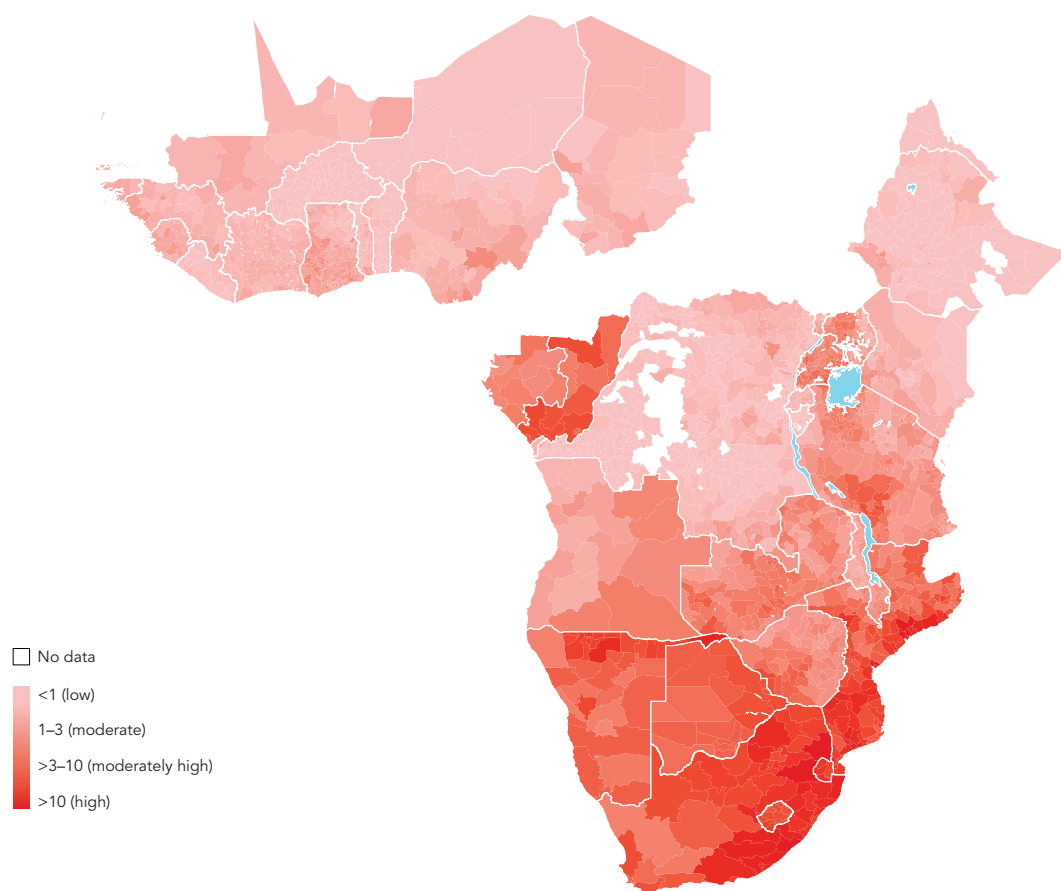 No data
<1 (low)
1–3 (moderate)
>3–10 (moderately high)
>10 (high)